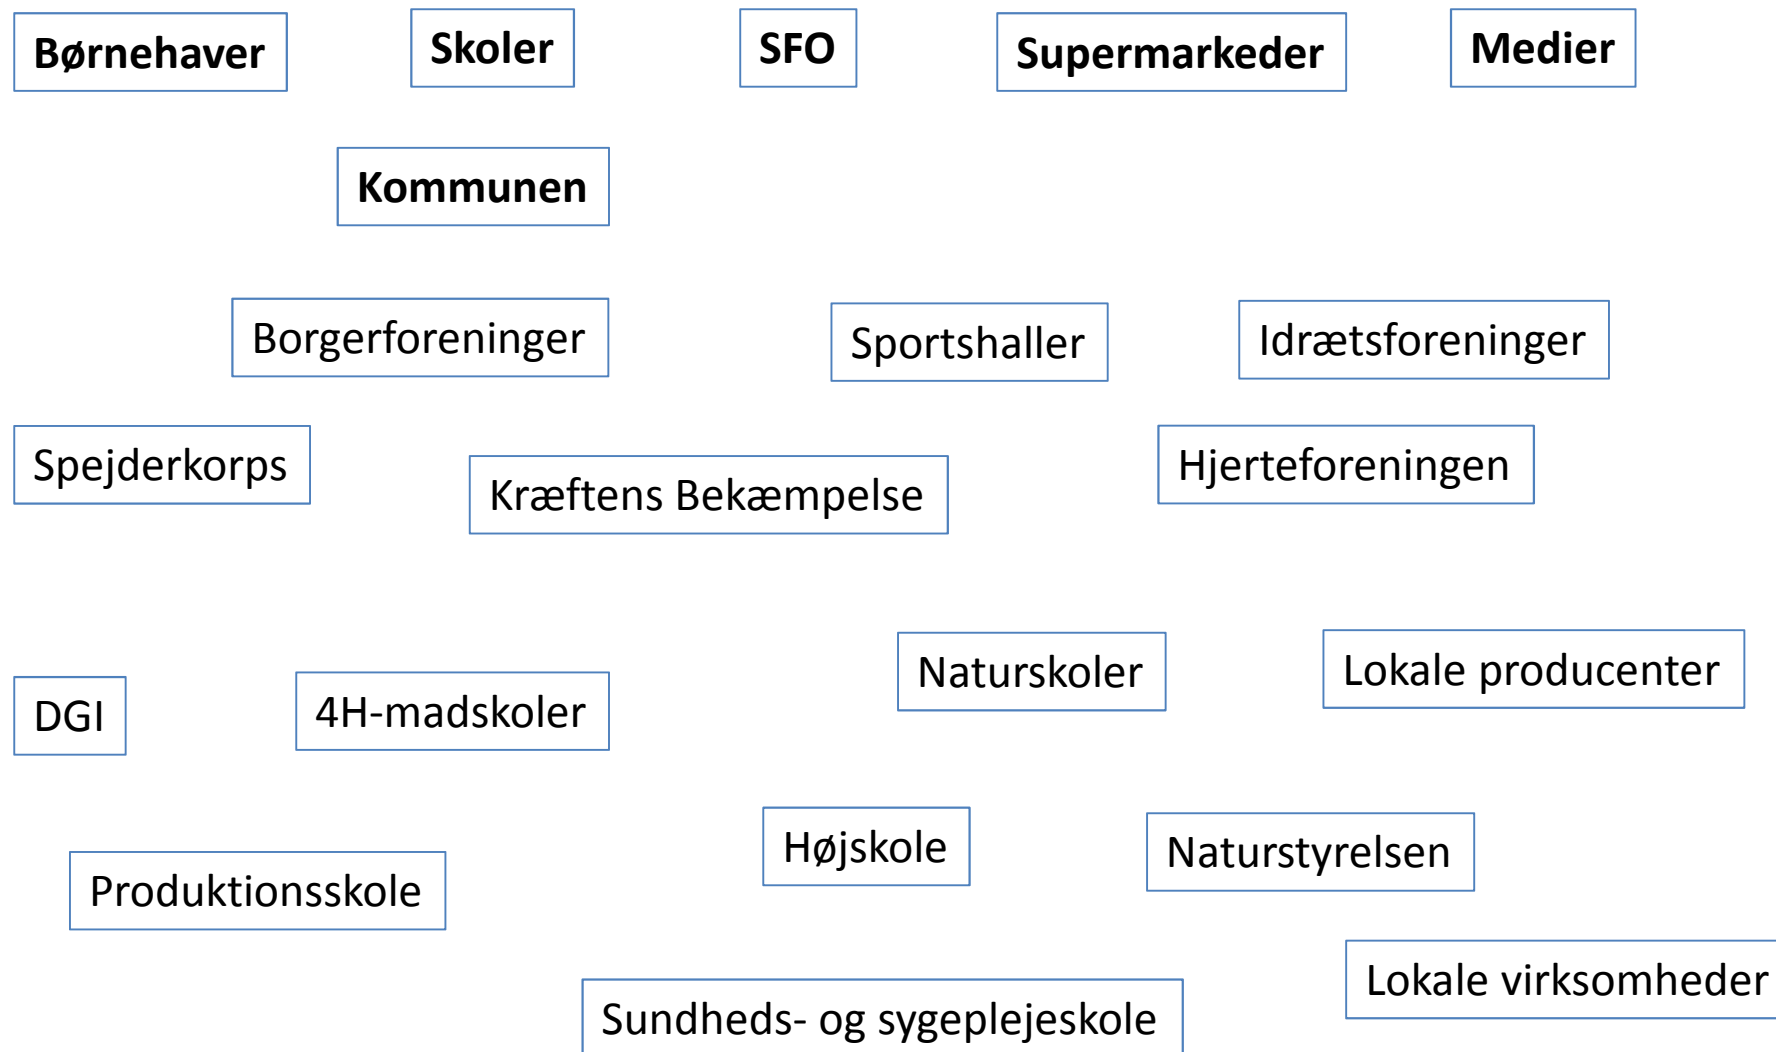 Børnehaver
Skoler
SFO
Supermarkeder
Medier
Kommunen
Borgerforeninger
Sportshaller
Idrætsforeninger
Spejderkorps
Kræftens Bekæmpelse
Hjerteforeningen
DGI
4H-madskoler
Naturskoler
Lokale producenter
Produktionsskole
Højskole
Naturstyrelsen
Sundheds- og sygeplejeskole
Lokale virksomheder